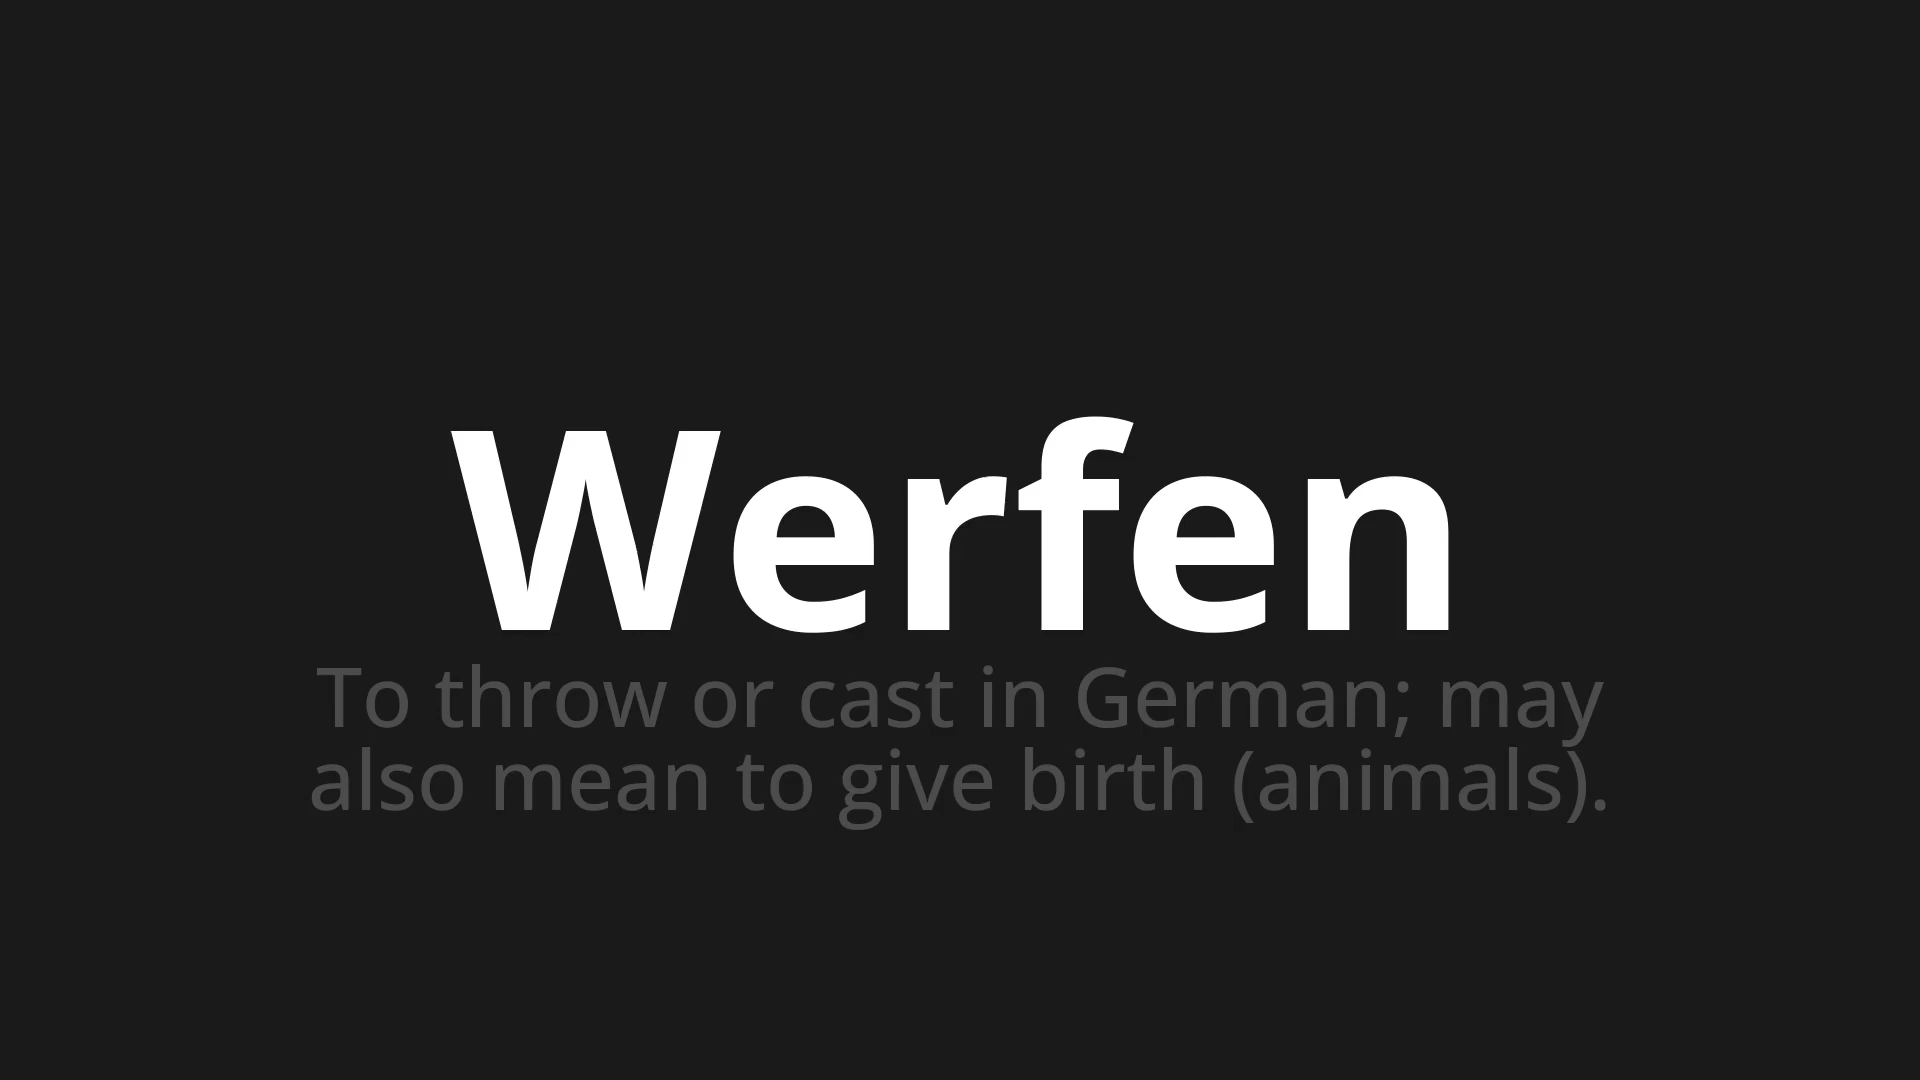 Werfen
To throw or cast in German; may
also mean to give birth (animals).